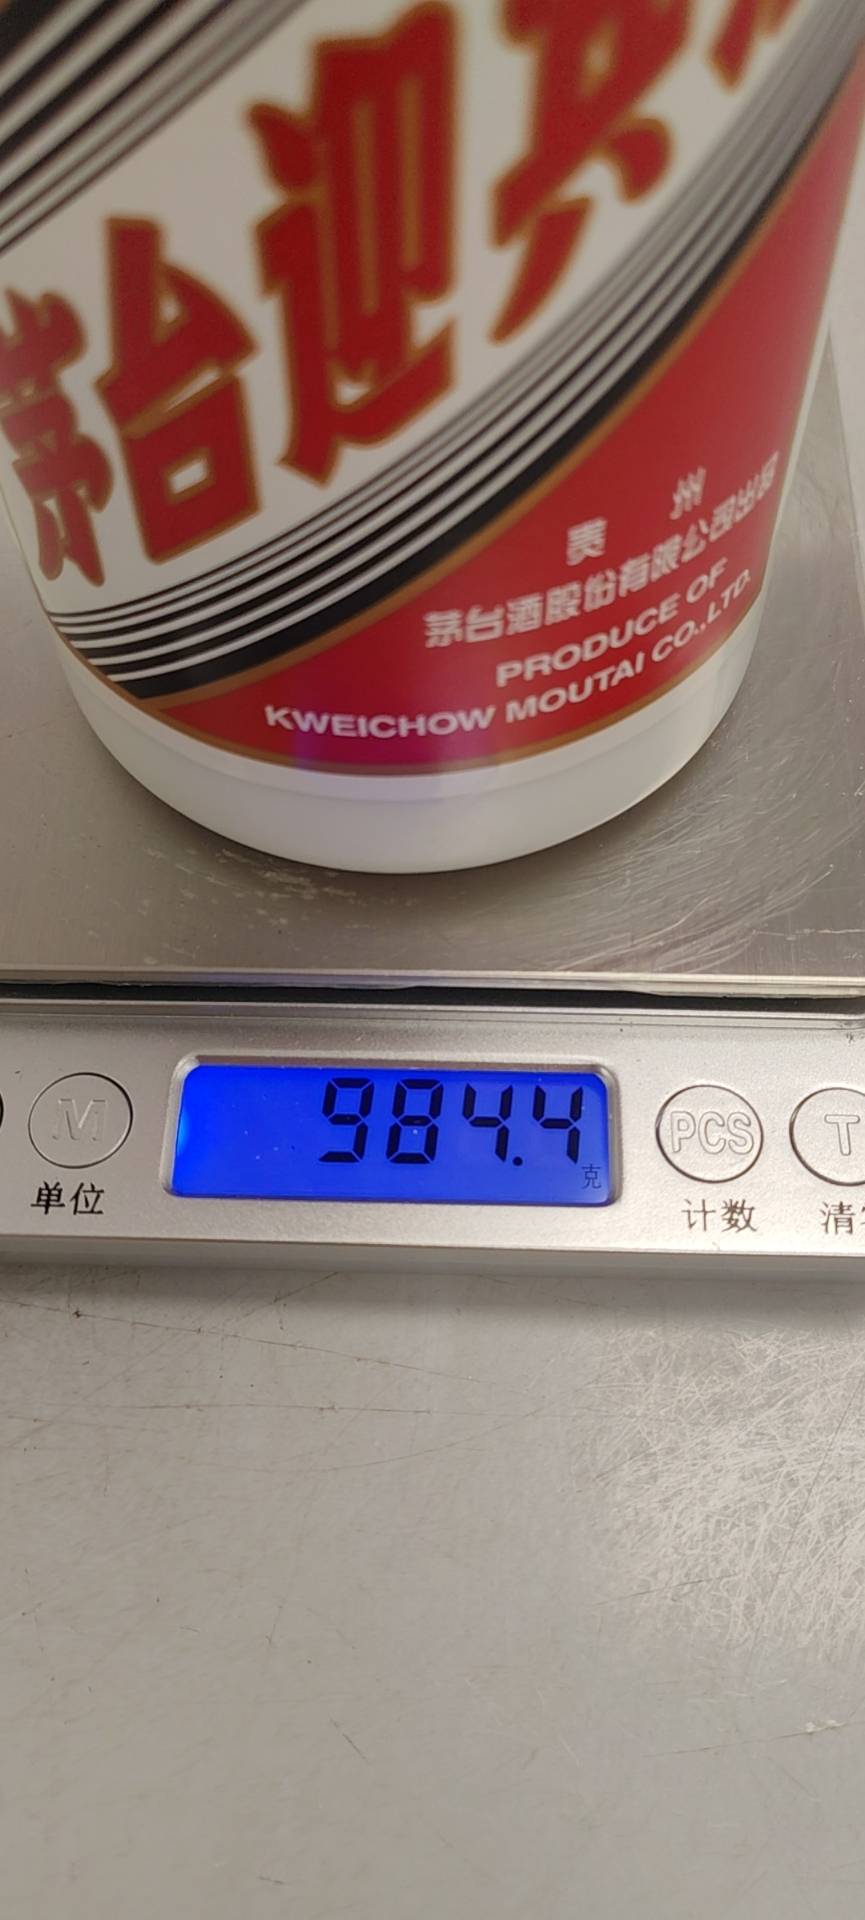 茅台迎宾
贵州
茅台酒股份有限公司出品
PRODUCE OF
KWEICHOW MOUTAI CO.,LTD.
984.4
克
M
PCS
T
单位
计数
清